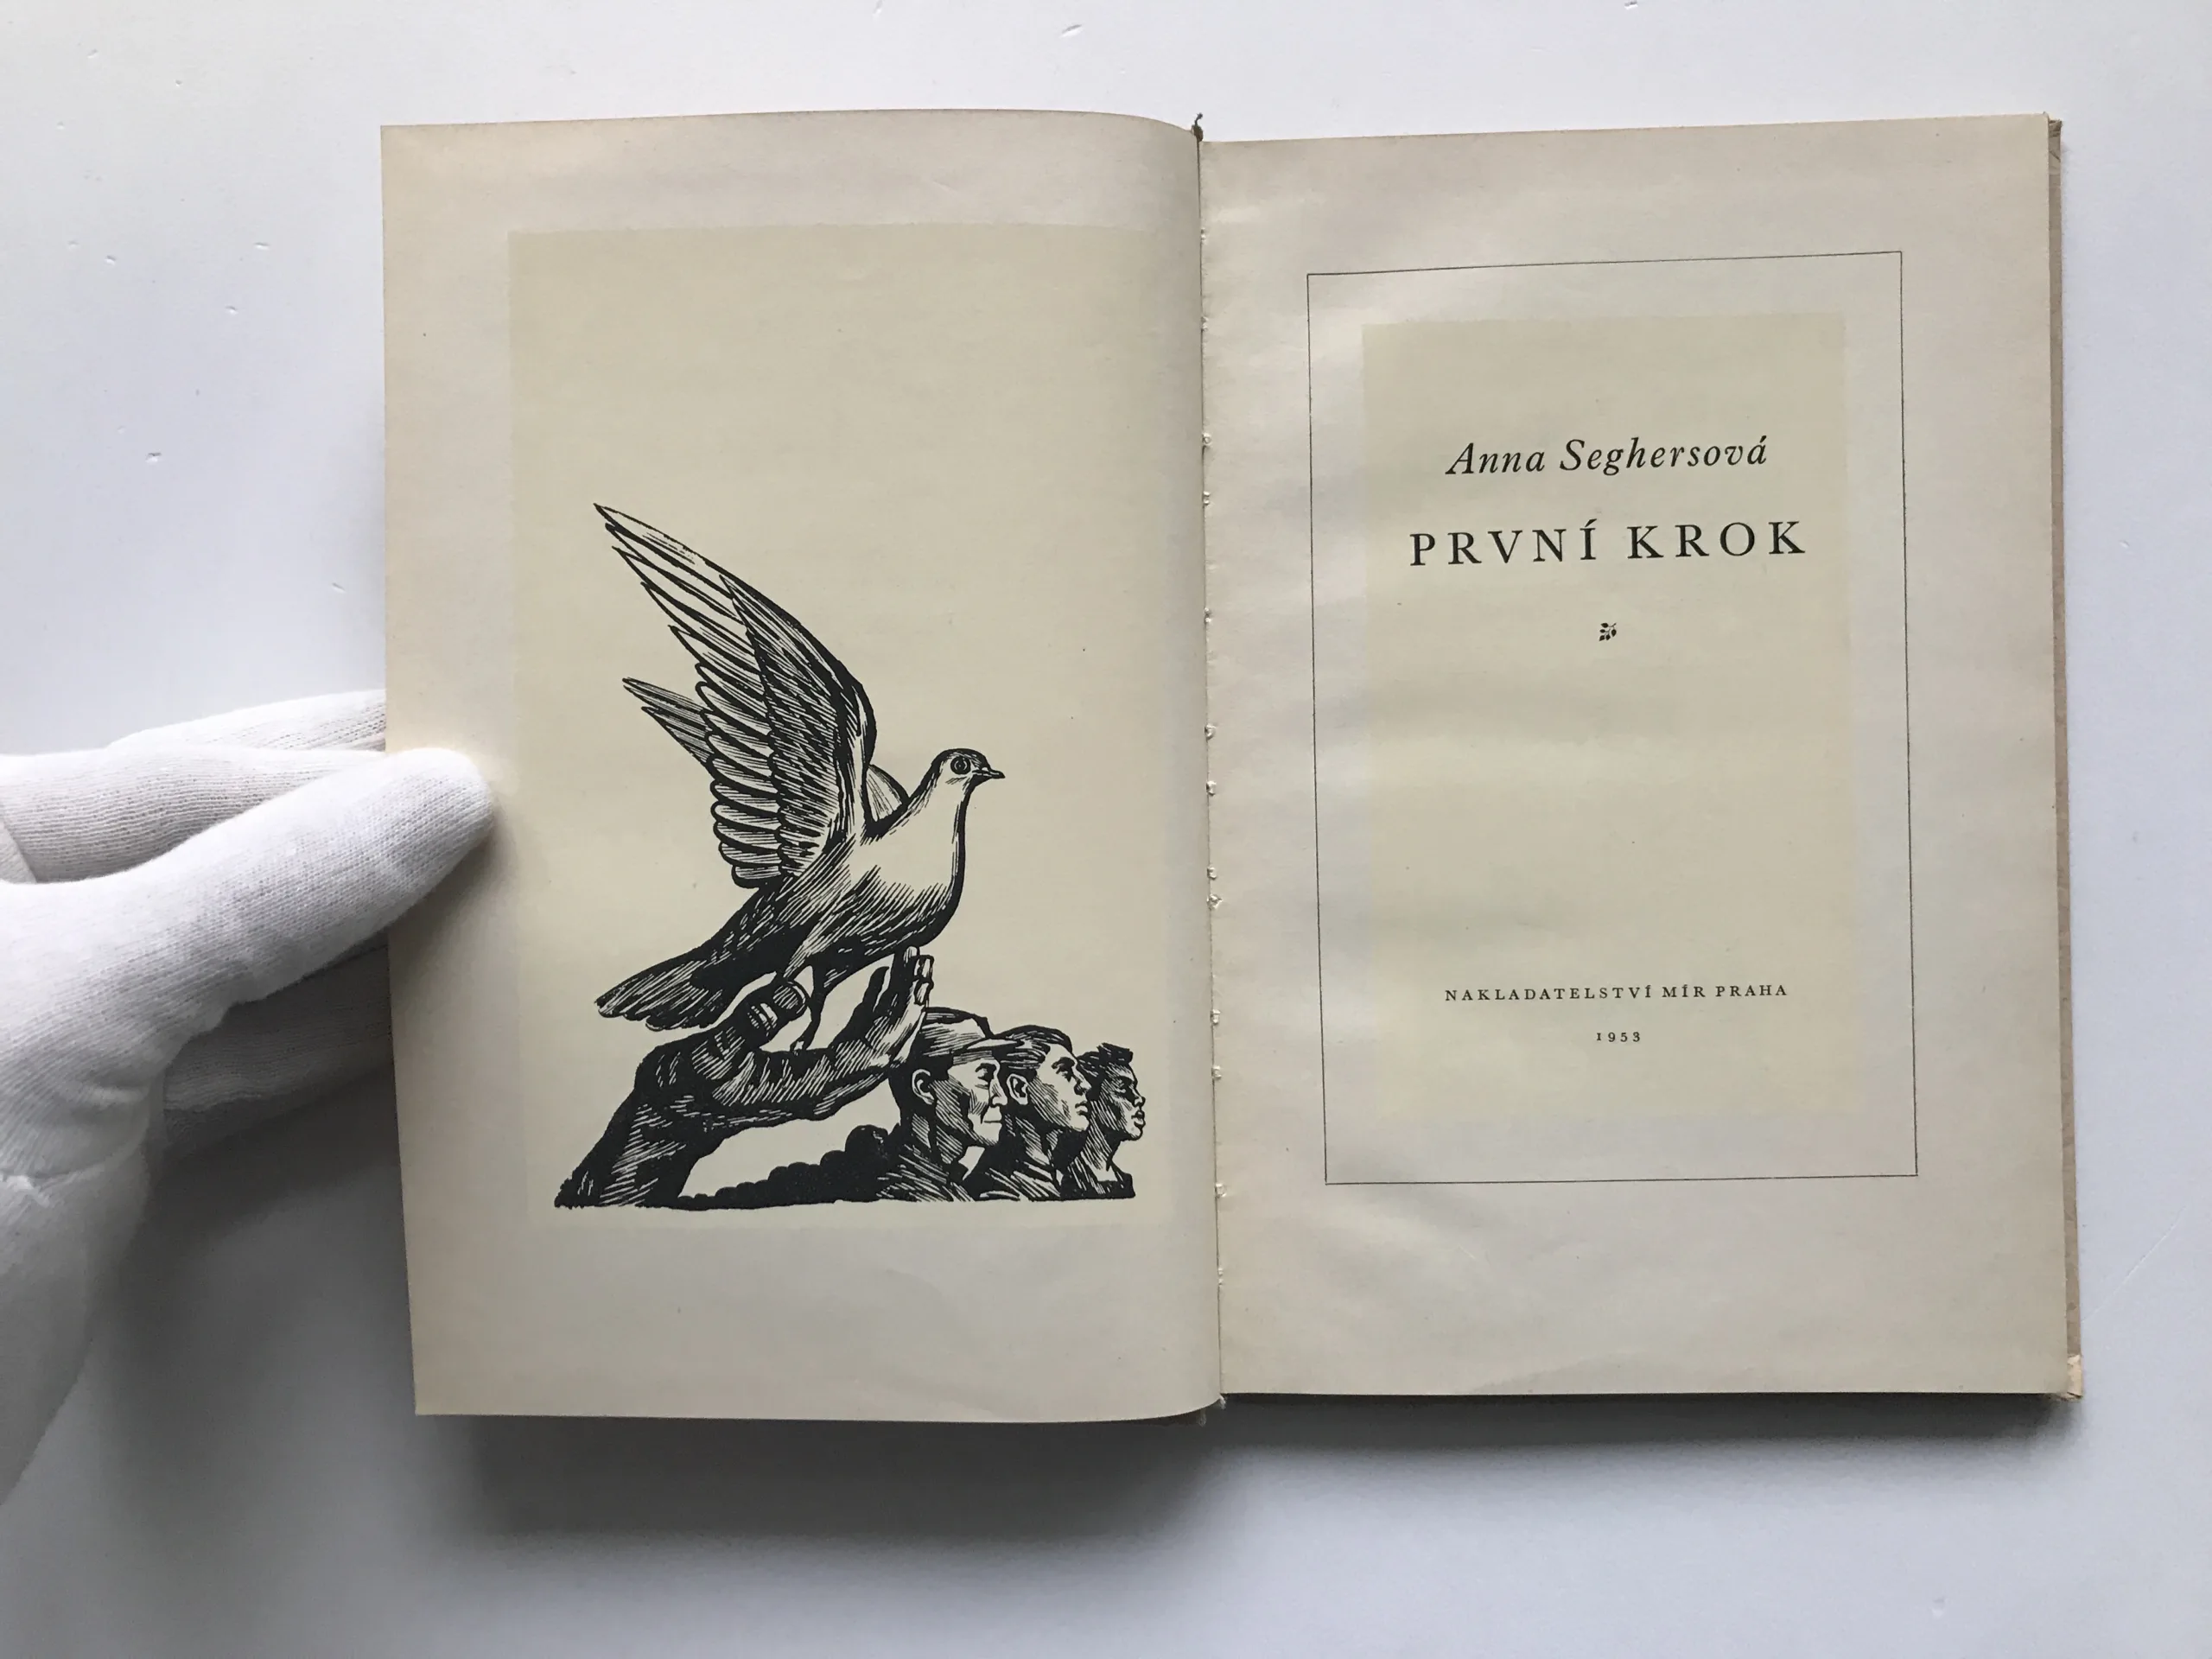 Anna Seghersová
PRVNÍ KROK
NAKLADATELSTVÍ MÍR PRAHA
1953